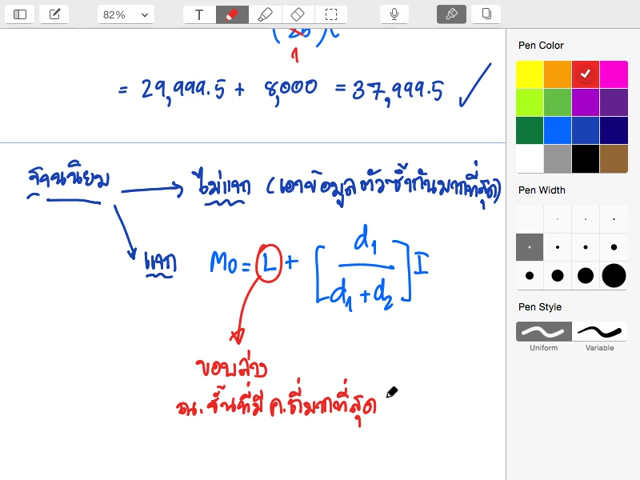 82%
T
1
= 29,999.5 + 8,000 = 37,999.5 ✓
ฐานนิยม → ไม่แจก (เอาข้อมูลตัวซ้ำกันมากที่สุด)
แจก Mo = L + [d1 / (d1 + d2)] I
ขอบล่าง
ณ. ชั้นที่มี ค.ถี่มากที่สุด
Pen Color
Pen Width
Pen Style
Uniform Variable